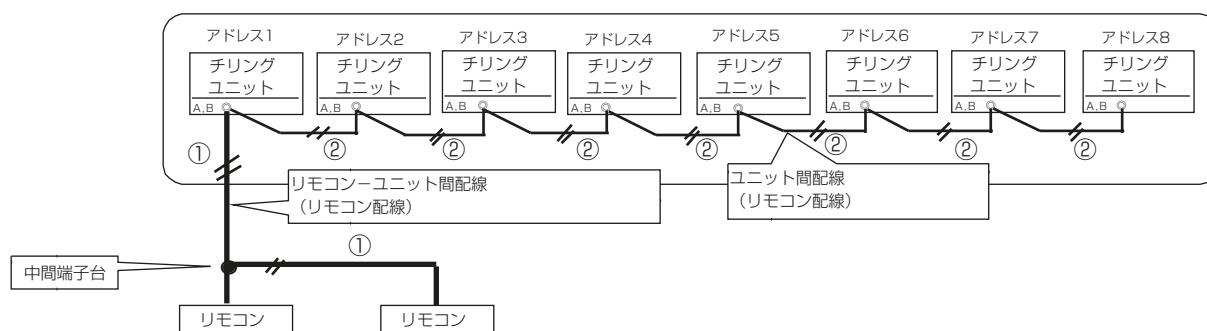 アドレス1 アドレス2 アドレス3 アドレス4 アドレス5 アドレス6 アドレス7 アドレス8
チリング チリング チリング チリング チリング チリング チリング チリング
ユニット ユニット ユニット ユニット ユニット ユニット ユニット ユニット
A,B A,B A,B A,B A,B A,B A,B A,B
① ② ② ② ② ② ② ②
リモコン−ユニット間配線
（リモコン配線）
ユニット間配線
（リモコン配線）
①
中間端子台
リモコン リモコン